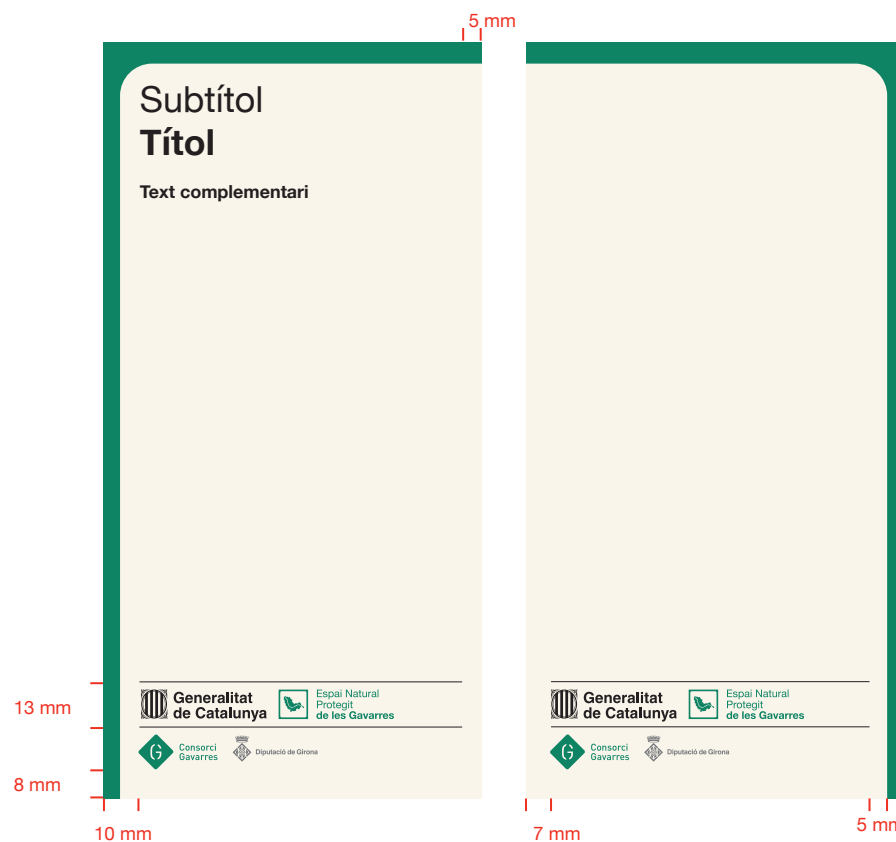 5 mm
Subtítol
Títol
Text complementari
13 mm
8 mm
10 mm
Generalitat
de Catalunya
Espai Natural
Protegit
de les Gavarres
Consorci
Gavarres
Diputació de Girona
Generalitat
de Catalunya
Espai Natural
Protegit
de les Gavarres
Consorci
Gavarres
Diputació de Girona
7 mm
5 mm